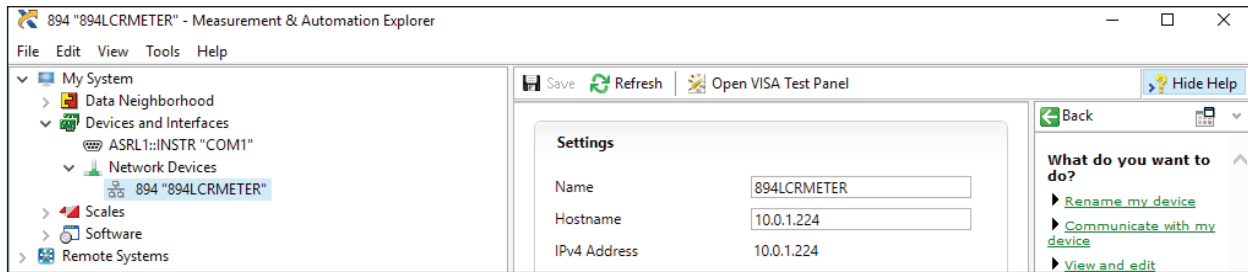 894 "894LCRMETER" - Measurement & Automation Explorer
File Edit View Tools Help
My System
Data Neighborhood
Devices and Interfaces
ASRL1::INSTR "COM1"
Network Devices
894 "894LCRMETER"
Scales
Software
Remote Systems
Save Refresh Open VISA Test Panel
Hide Help
Settings
Name 894LCRMETER
Hostname 10.0.1.224
IPv4 Address 10.0.1.224
Back
What do you want to
do?
Rename my device
Communicate with my
device
View and edit